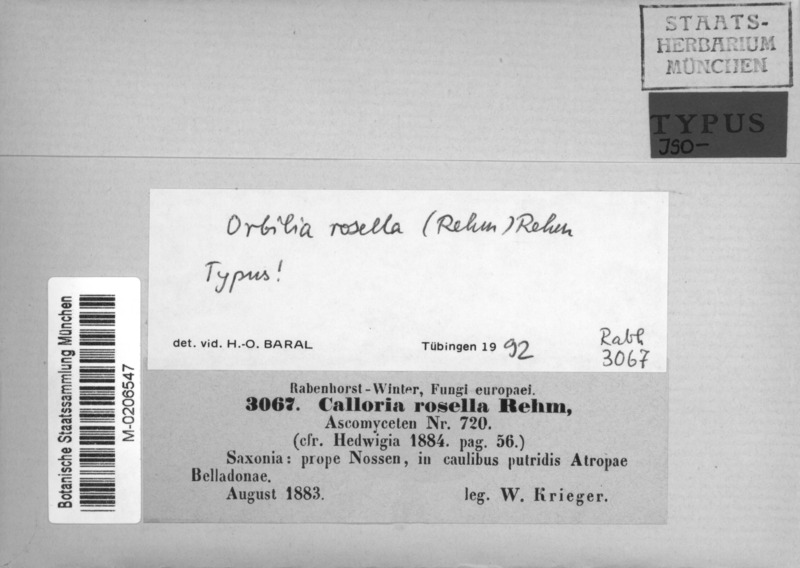 STAATS-
HERBARIUM
MÜNCHEN
TYPUS
ISO-
Orbilia rosella (Rehm) Rehm
Typus!
det. vid. H.-O. BARAL Tübingen 19 92
Rabh
3067
Botanische Staatssammlung München
M-0206547
Rabenhorst-Winter, Fungi europaei.
3067. Calloria rosella Rehm,
Ascomyceten Nr. 720.
(cfr. Hedwigia 1884. pag. 56.)
Saxonia: prope Nossen, in caulibus putridis Atropae
Belladonae.
August 1883. leg. W. Krieger.